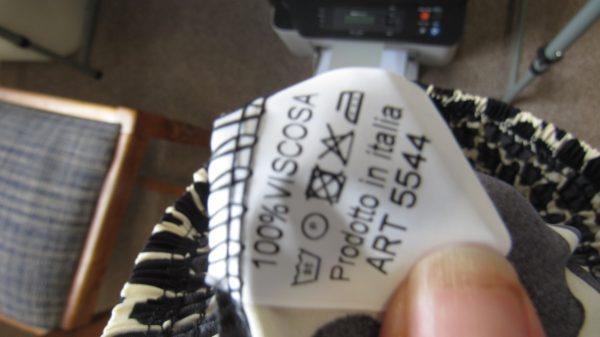 100% VISCOSA
Prodotto in italia
ART 5544